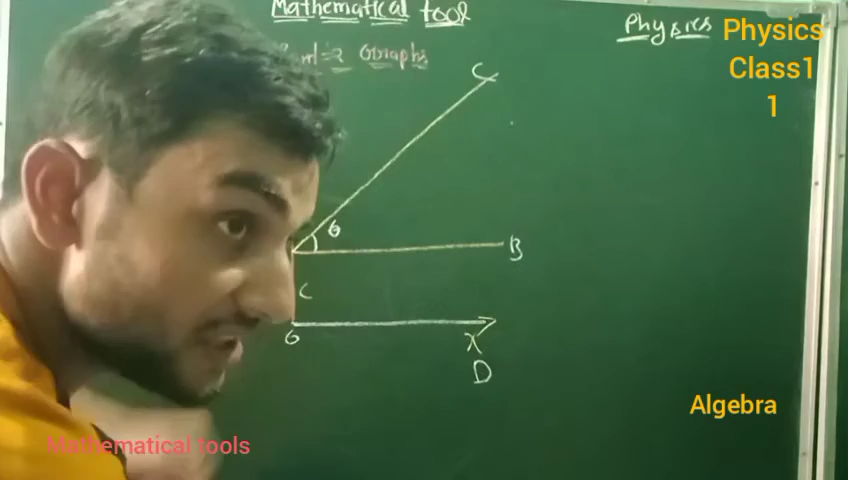 Mathematical tool
Physics
Physics
Class1
1
Graphs
C
θ
B
C
X
D
Algebra
Mathematical tools